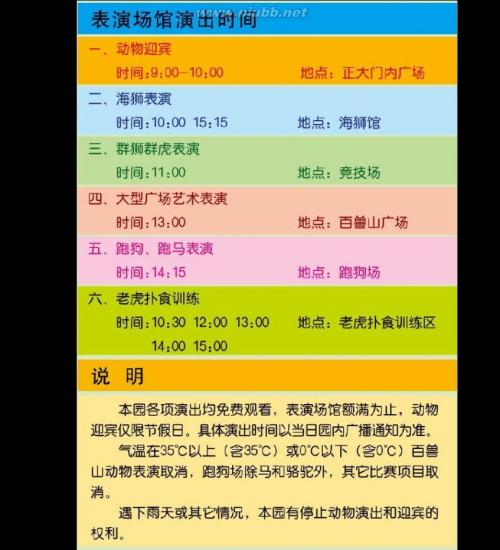 www.niubb.net
表演场馆演出时间
一、动物迎宾
时间:9:00-10:00 地点：正大门内广场
二、海狮表演
时间:10:00 15:15 地点：海狮馆
三、群狮群虎表演
时间:11:00 地点：竞技场
四、大型广场艺术表演
时间:13:00 地点：百兽山广场
五、跑狗、跑马表演
时间:14:15 地点：跑狗场
六、老虎扑食训练
时间:10:30 12:00 13:00 地点：老虎扑食训练区
14:00 15:00
说 明
本园各项演出均免费观看，表演场馆额满为止，动物
迎宾仅限节假日。具体演出时间以当日园内广播通知为准。
气温在35℃以上（含35℃）或0℃以下（含0℃）百兽
山动物表演取消，跑狗场除马和骆驼外，其它比赛项目取
消。
遇下雨天或其它情况，本园有停止动物演出和迎宾的
权利。